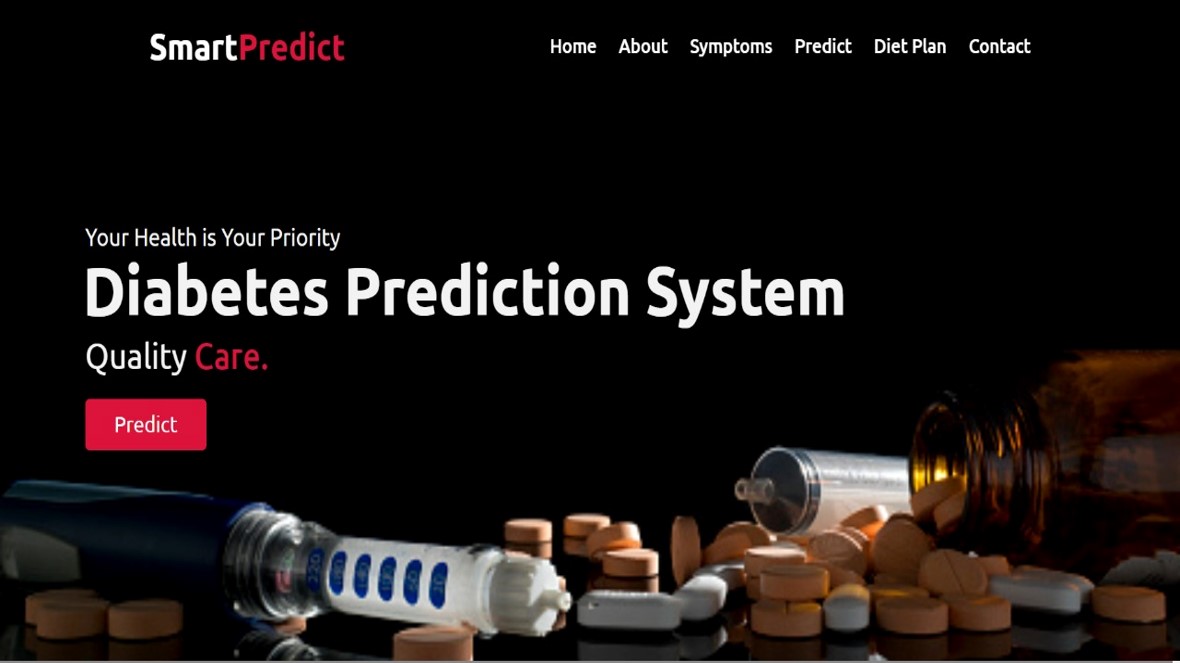 SmartPredict
Home About Symptoms Predict Diet Plan Contact
Your Health is Your Priority
Diabetes Prediction System
Quality Care.
Predict